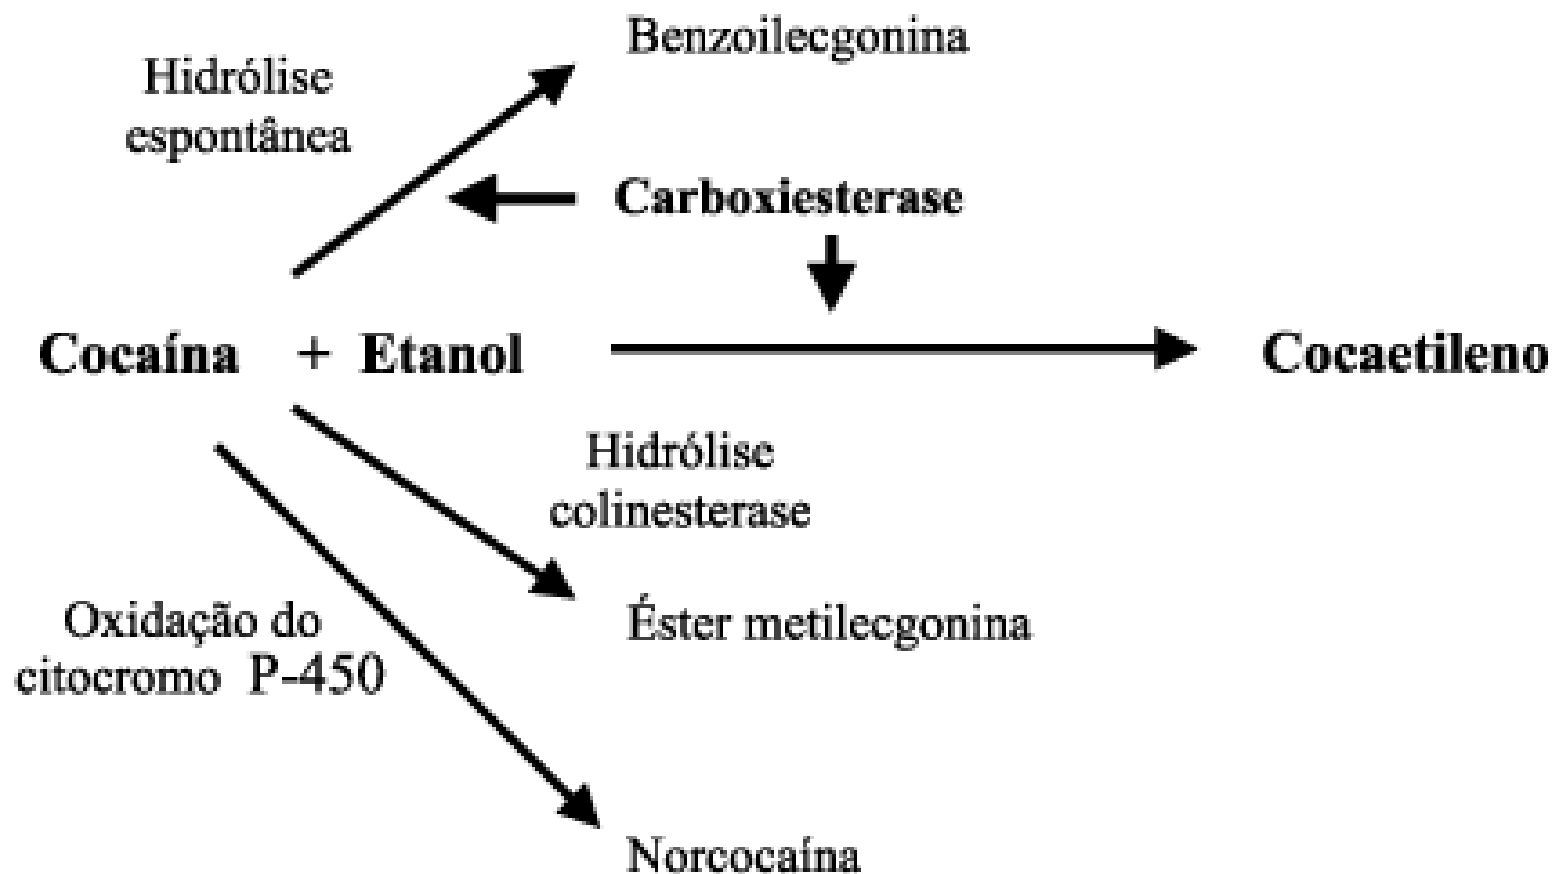 Benzoilecgonina
Hidrólise
espontânea
Carboxiesterase
Cocaína + Etanol
Cocaetileno
Hidrólise
colinesterase
Oxidação do
citocromo P-450
Éster metilecgonina
Norcocaína